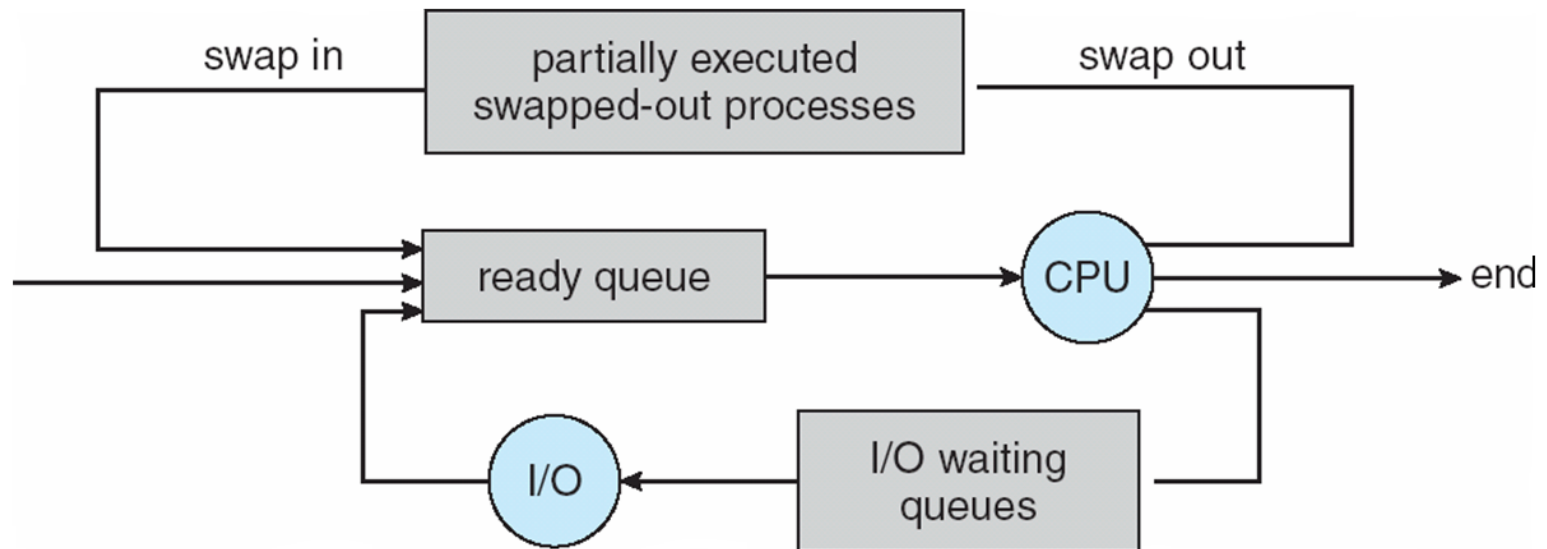 swap in
partially executed
swapped-out processes
swap out
ready queue
CPU
end
I/O
I/O waiting
queues